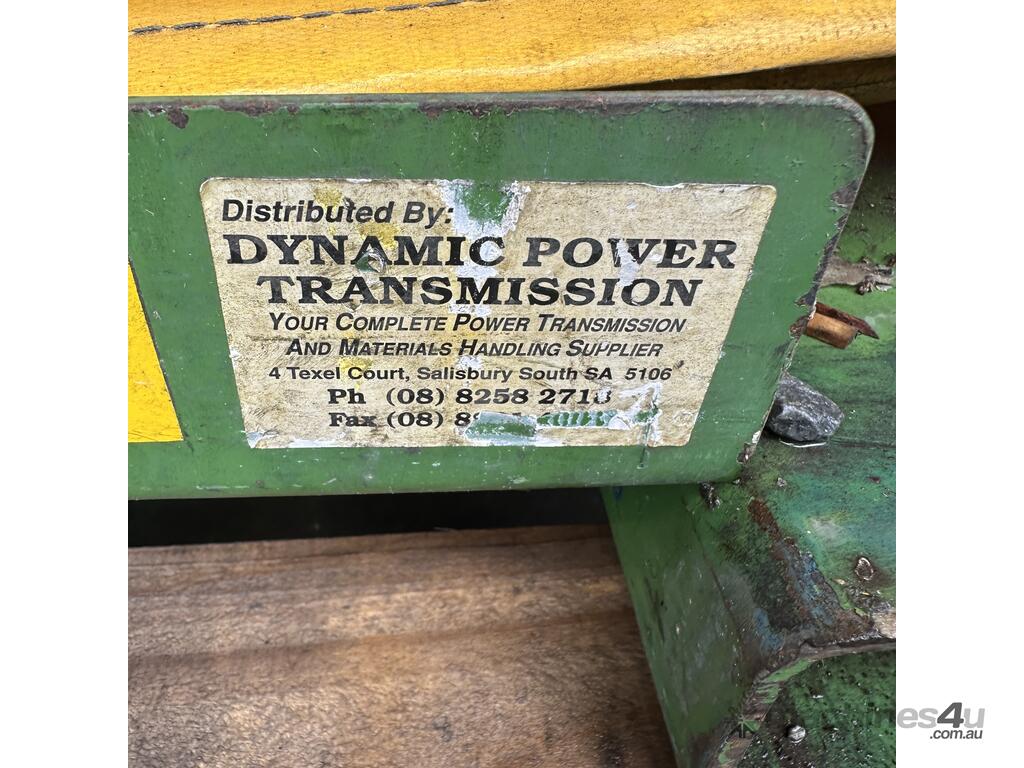 Distributed By:
DYNAMIC POWER
TRANSMISSION
YOUR COMPLETE POWER TRANSMISSION
AND MATERIALS HANDLING SUPPLIER
4 Texel Court, Salisbury South SA 5106
Ph (08) 8258 2718
Fax (08)
machines4u
.com.au